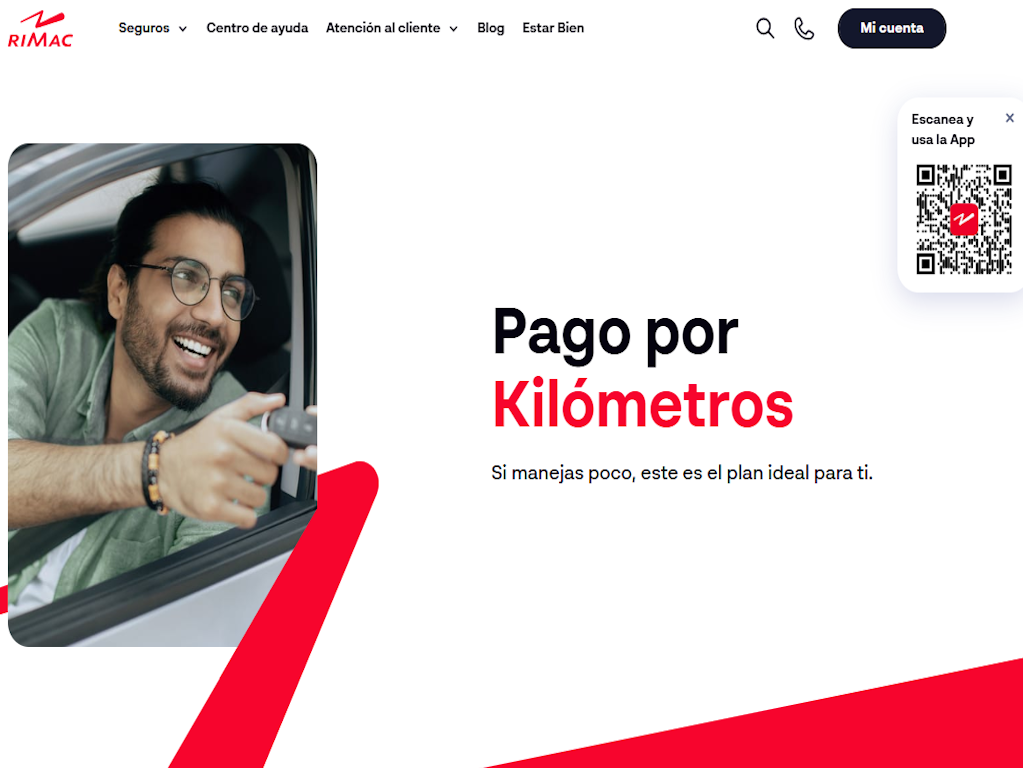 RIMAC
Seguros
Centro de ayuda
Atención al cliente
Blog
Estar Bien
Mi cuenta
Escanea y
usa la App
X
Pago por
Kilómetros
Si manejas poco, este es el plan ideal para ti.